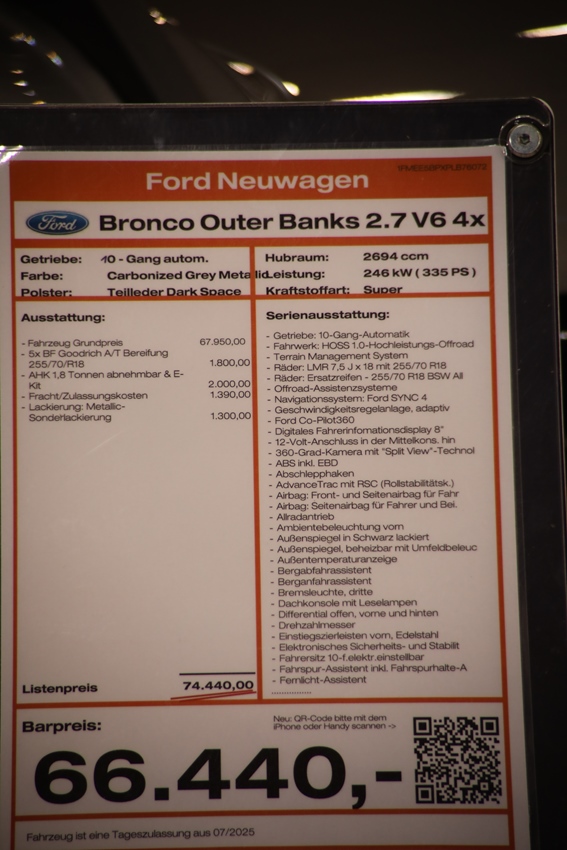 Ford Neuwagen
Ford Bronco Outer Banks 2.7 V6 4x
Getriebe: 10 - Gang autom.
Farbe: Carbonized Grey Metallic
Polster: Teilleder Dark Space
Hubraum: 2694 ccm
Leistung: 246 kW ( 335 PS )
Kraftstoffart: Super
Ausstattung:
- Fahrzeug Grundpreis 67.950,00
- 5x BF Goodrich A/T Bereifung
255/70/R18 1.800,00
- AHK 1,8 Tonnen abnehmbar & E-
Kit 2.000,00
- Fracht/Zulassungskosten 1.390,00
- Lackierung: Metallic-
Sonderlackierung 1.300,00
Listenpreis 74.440,00
Serienausstattung:
- Getriebe: 10-Gang-Automatik
- Fahrwerk: HOSS 1.0-Hochleistungs-Offroad
- Terrain Management System
- Räder: LMR 7,5 J x 18 mit 255/70 R18
- Räder: Ersatzreifen - 255/70 R18 BSW All
- Offroad-Assistenzsysteme
- Navigationssystem: Ford SYNC 4
- Geschwindigkeitsregelanlage, adaptiv
- Ford Co-Pilot360
- Digitales Fahrerinfomationsdisplay 8"
- 12-Volt-Anschluss in der Mittelkons. hin
- 360-Grad-Kamera mit "Split View"-Technol
- ABS inkl. EBD
- Abschlepphaken
- AdvanceTrac mit RSC (Rollstabilitätsk.)
- Airbag: Front- und Seitenairbag für Fahr
- Airbag: Seitenairbag für Fahrer und Bei.
- Allradantrieb
- Ambientebeleuchtung vorn
- Außenspiegel in Schwarz lackiert
- Außenspiegel, beheizbar mit Umfeldbeleuc
- Außentemperaturanzeige
- Bergabfahrassistent
- Berganfahrassistent
- Bremsleuchte, dritte
- Dachkonsole mit Leselampen
- Differential offen, vorne und hinten
- Drehzahlmesser
- Einstiegszierleisten vorn, Edelstahl
- Elektronisches Sicherheits- und Stabilit
- Fahrersitz 10-f.elektr.einstellbar
- Fahrspur-Assistent inkl. Fahrspurhalte-A
- Fernlicht-Assistent
................
Barpreis:
Neu: QR-Code bitte mit dem
iPhone oder Handy scannen ->
66.440,-
Fahrzeug ist eine Tageszulassung aus 07/2025